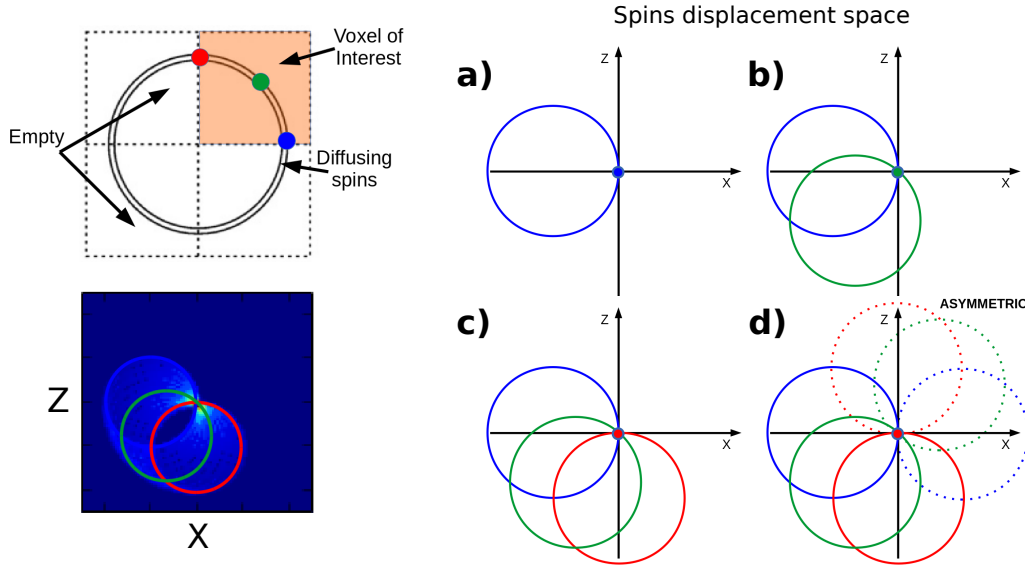 Spins displacement space
Voxel of
Interest
Empty
Diffusing
spins
Z
X
a)
Z
X
b)
Z
X
c)
Z
X
d)
Z
X
ASYMMETRIC